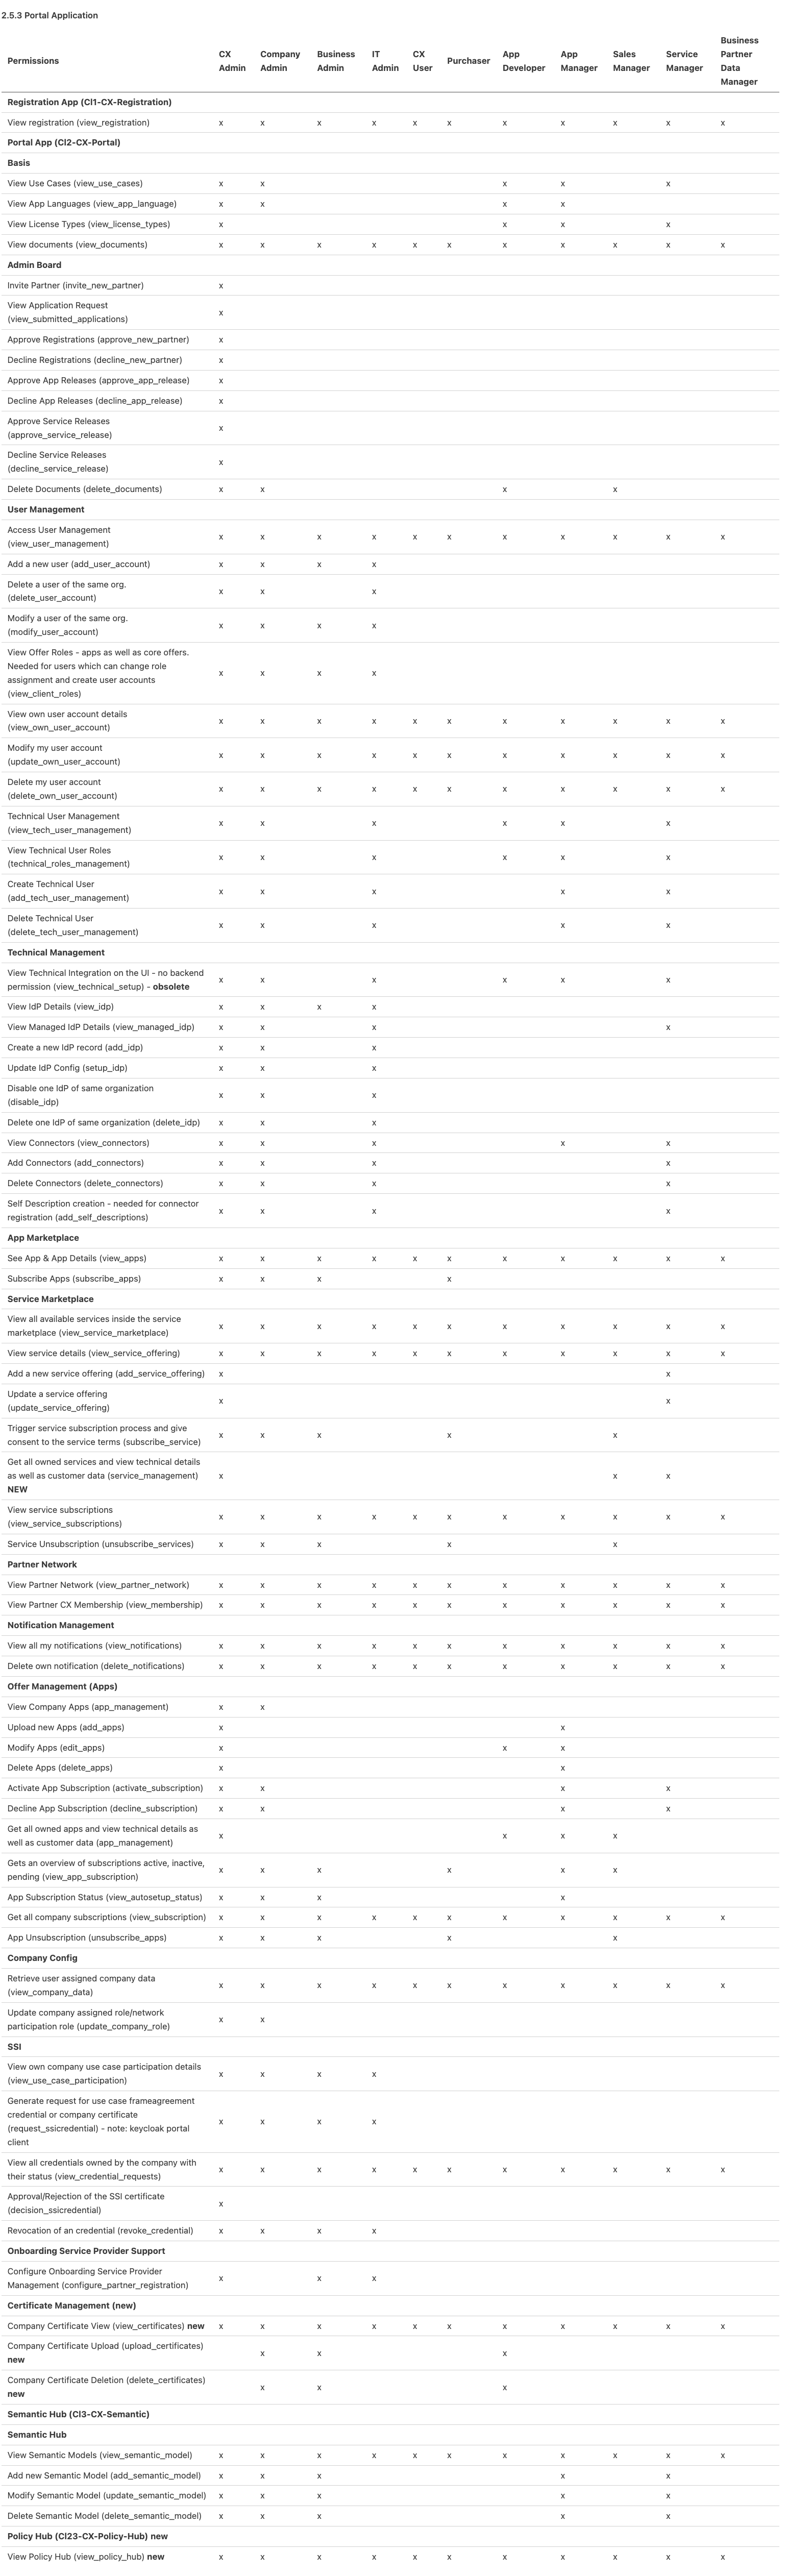 2.5.3 Portal Application
Permissions
CX
Admin
Company
Admin
Business
Admin
IT
Admin
CX
User
Purchaser
App
Developer
App
Manager
Sales
Manager
Service
Manager
Business
Partner
Data
Manager
Registration App (Cl1-CX-Registration)
View registration (view_registration) x x x x x x x x x x x
Portal App (Cl2-CX-Portal)
Basis
View Use Cases (view_use_cases) x x x x x
View App Languages (view_app_language) x x x x
View License Types (view_license_types) x x x x
View documents (view_documents) x x x x x x x x x x x
Admin Board
Invite Partner (invite_new_partner) x
View Application Request
(view_submitted_applications) x
Approve Registrations (approve_new_partner) x
Decline Registrations (decline_new_partner) x
Approve App Releases (approve_app_release) x
Decline App Releases (decline_app_release) x
Approve Service Releases
(approve_service_release) x
Decline Service Releases
(decline_service_release) x
Delete Documents (delete_documents) x x x x
User Management
Access User Management
(view_user_management) x x x x x x x x x x x
Add a new user (add_user_account) x x x x
Delete a user of the same org.
(delete_user_account) x x x
Modify a user of the same org.
(modify_user_account) x x x x
View Offer Roles - apps as well as core offers.
Needed for users which can change role
assignment and create user accounts
(view_client_roles) x x x x
View own user account details
(view_own_user_account) x x x x x x x x x x x
Modify my user account
(update_own_user_account) x x x x x x x x x x x
Delete my user account
(delete_own_user_account) x x x x x x x x x x x
Technical User Management
(view_tech_user_management) x x x x x x
View Technical User Roles
(technical_roles_management) x x x x x x
Create Technical User
(add_tech_user_management) x x x x x
Delete Technical User
(delete_tech_user_management) x x x x x
Technical Management
View Technical Integration on the UI - no backend
permission (view_technical_setup) - obsolete x x x x x x
View IdP Details (view_idp) x x x x
View Managed IdP Details (view_managed_idp) x x x x
Create a new IdP record (add_idp) x x x
Update IdP Config (setup_idp) x x x
Disable one IdP of same organization
(disable_idp) x x x
Delete one IdP of same organization (delete_idp) x x x
View Connectors (view_connectors) x x x x x
Add Connectors (add_connectors) x x x x
Delete Connectors (delete_connectors) x x x x
Self Description creation - needed for connector
registration (add_self_descriptions) x x x x
App Marketplace
See App & App Details (view_apps) x x x x x x x x x x x
Subscribe Apps (subscribe_apps) x x x x
Service Marketplace
View all available services inside the service
marketplace (view_service_marketplace) x x x x x x x x x x x
View service details (view_service_offering) x x x x x x x x x x x
Add a new service offering (add_service_offering) x x
Update a service offering
(update_service_offering) x x
Trigger service subscription process and give
consent to the service terms (subscribe_service) x x x x x
Get all owned services and view technical details
as well as customer data (service_management)
NEW x x x
View service subscriptions
(view_service_subscriptions) x x x x x x x x x x x
Service Unsubscription (unsubscribe_services) x x x x x
Partner Network
View Partner Network (view_partner_network) x x x x x x x x x x x
View Partner CX Membership (view_membership) x x x x x x x x x x x
Notification Management
View all my notifications (view_notifications) x x x x x x x x x x x
Delete own notification (delete_notifications) x x x x x x x x x x x
Offer Management (Apps)
View Company Apps (app_management) x x
Upload new Apps (add_apps) x x
Modify Apps (edit_apps) x x x
Delete Apps (delete_apps) x x
Activate App Subscription (activate_subscription) x x x x
Decline App Subscription (decline_subscription) x x x x
Get all owned apps and view technical details as
well as customer data (app_management) x x x x
Gets an overview of subscriptions active, inactive,
pending (view_app_subscription) x x x x x x
App Subscription Status (view_autosetup_status) x x x x
Get all company subscriptions (view_subscription) x x x x x x x x x x x
App Unsubscription (unsubscribe_apps) x x x x x
Company Config
Retrieve user assigned company data
(view_company_data) x x x x x x x x x x x
Update company assigned role/network
participation role (update_company_role) x x
SSI
View own company use case participation details
(view_use_case_participation) x x x x
Generate request for use case frameagreement
credential or company certificate
(request_ssicredential) - note: keycloak portal
client x x x x
View all credentials owned by the company with
their status (view_credential_requests) x x x x x x x x x x x
Approval/Rejection of the SSI certificate
(decision_ssicredential) x
Revocation of an credential (revoke_credential) x x x x
Onboarding Service Provider Support
Configure Onboarding Service Provider
Management (configure_partner_registration) x x x
Certificate Management (new)
Company Certificate View (view_certificates) new x x x x x x x x x x x
Company Certificate Upload (upload_certificates)
new x x x
Company Certificate Deletion (delete_certificates)
new x x x
Semantic Hub (Cl3-CX-Semantic)
Semantic Hub
View Semantic Models (view_semantic_model) x x x x x x x x x x x
Add new Semantic Model (add_semantic_model) x x x x x
Modify Semantic Model (update_semantic_model) x x x x x
Delete Semantic Model (delete_semantic_model) x x x x x
Policy Hub (Cl23-CX-Policy-Hub) new
View Policy Hub (view_policy_hub) new x x x x x x x x x x x